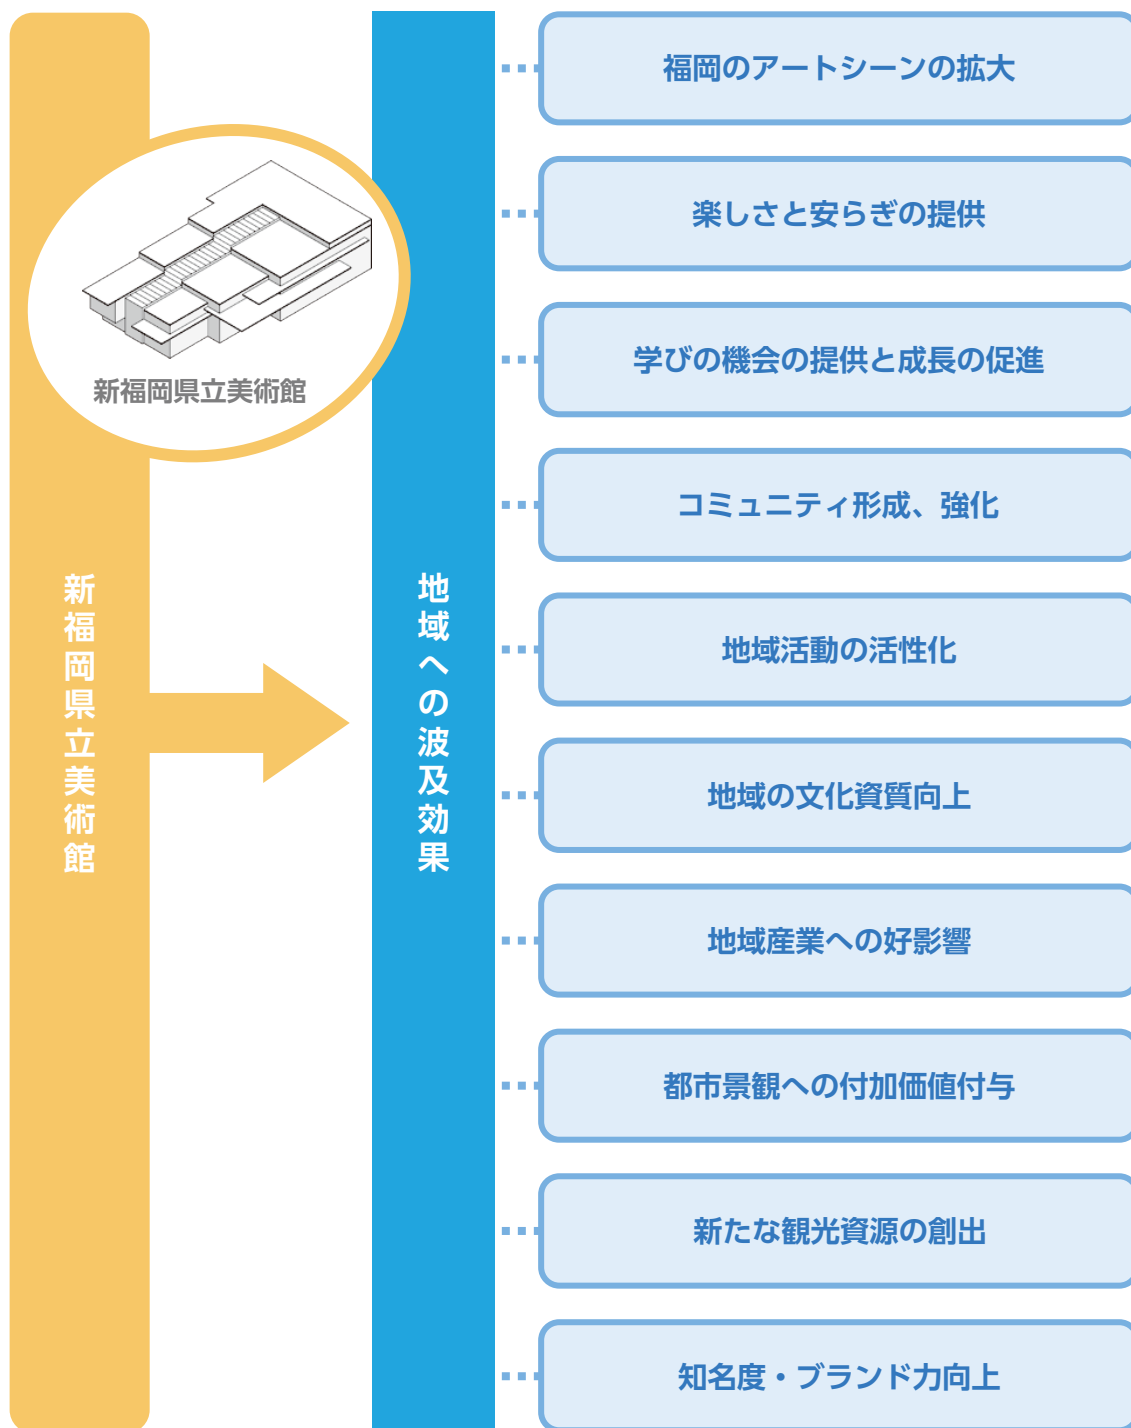 新福岡県立美術館
新福岡県立美術館
地域への波及効果
福岡のアートシーンの拡大
楽しさと安らぎの提供
学びの機会の提供と成長の促進
コミュニティ形成、強化
地域活動の活性化
地域の文化資質向上
地域産業への好影響
都市景観への付加価値付与
新たな観光資源の創出
知名度・ブランド力向上